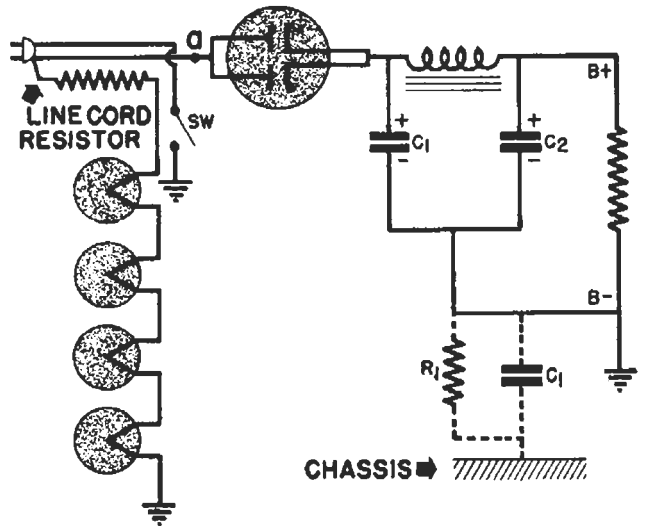 a
LINE CORD
RESISTOR
SW
+
C1
-
+
C2
-
B+
B-
R1
C1
CHASSIS